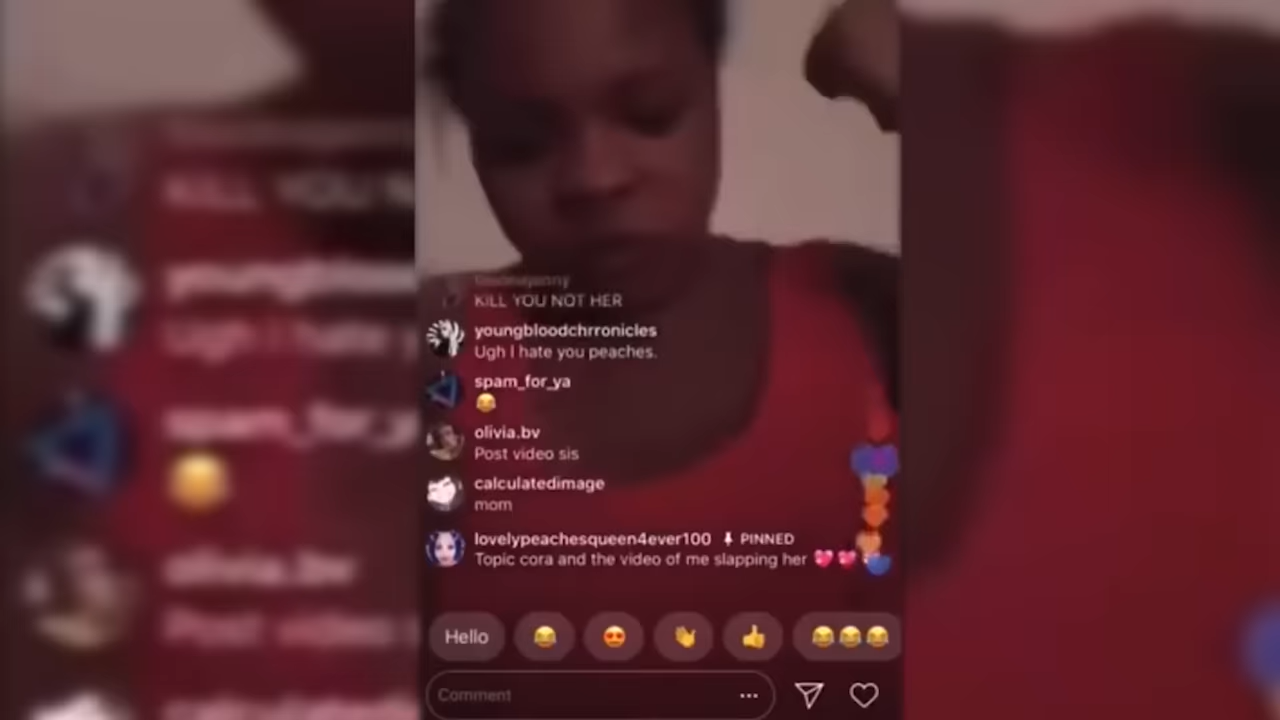 KILL YOU NOT HER
youngbloodchrronicles
Ugh I hate you peaches.
spam_for_ya
😂
olivia.bv
Post video sis
calculatedimage
mom
lovelypeachesqueen4ever100 PINNED
Topic cora and the video of me slapping her 💖💖
Hello 😂 😍 👏 👍 😂😂😂
Comment